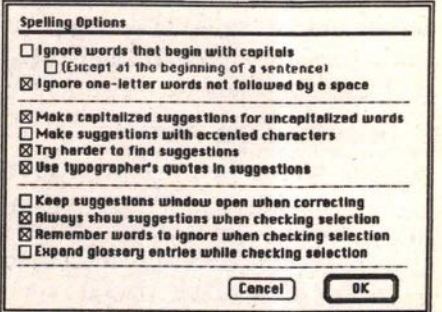 Spelling Options
Ignore words that begin with capitals
(Except at the beginning of a sentence)
Ignore one-letter words not followed by a space
Make capitalized suggestions for uncapitalized words
Make suggestions with accented characters
Try harder to find suggestions
Use typographer's quotes in suggestions
Keep suggestions window open when correcting
Always show suggestions when checking selection
Remember words to ignore when checking selection
Expand glossary entries while checking selection
Cancel OK